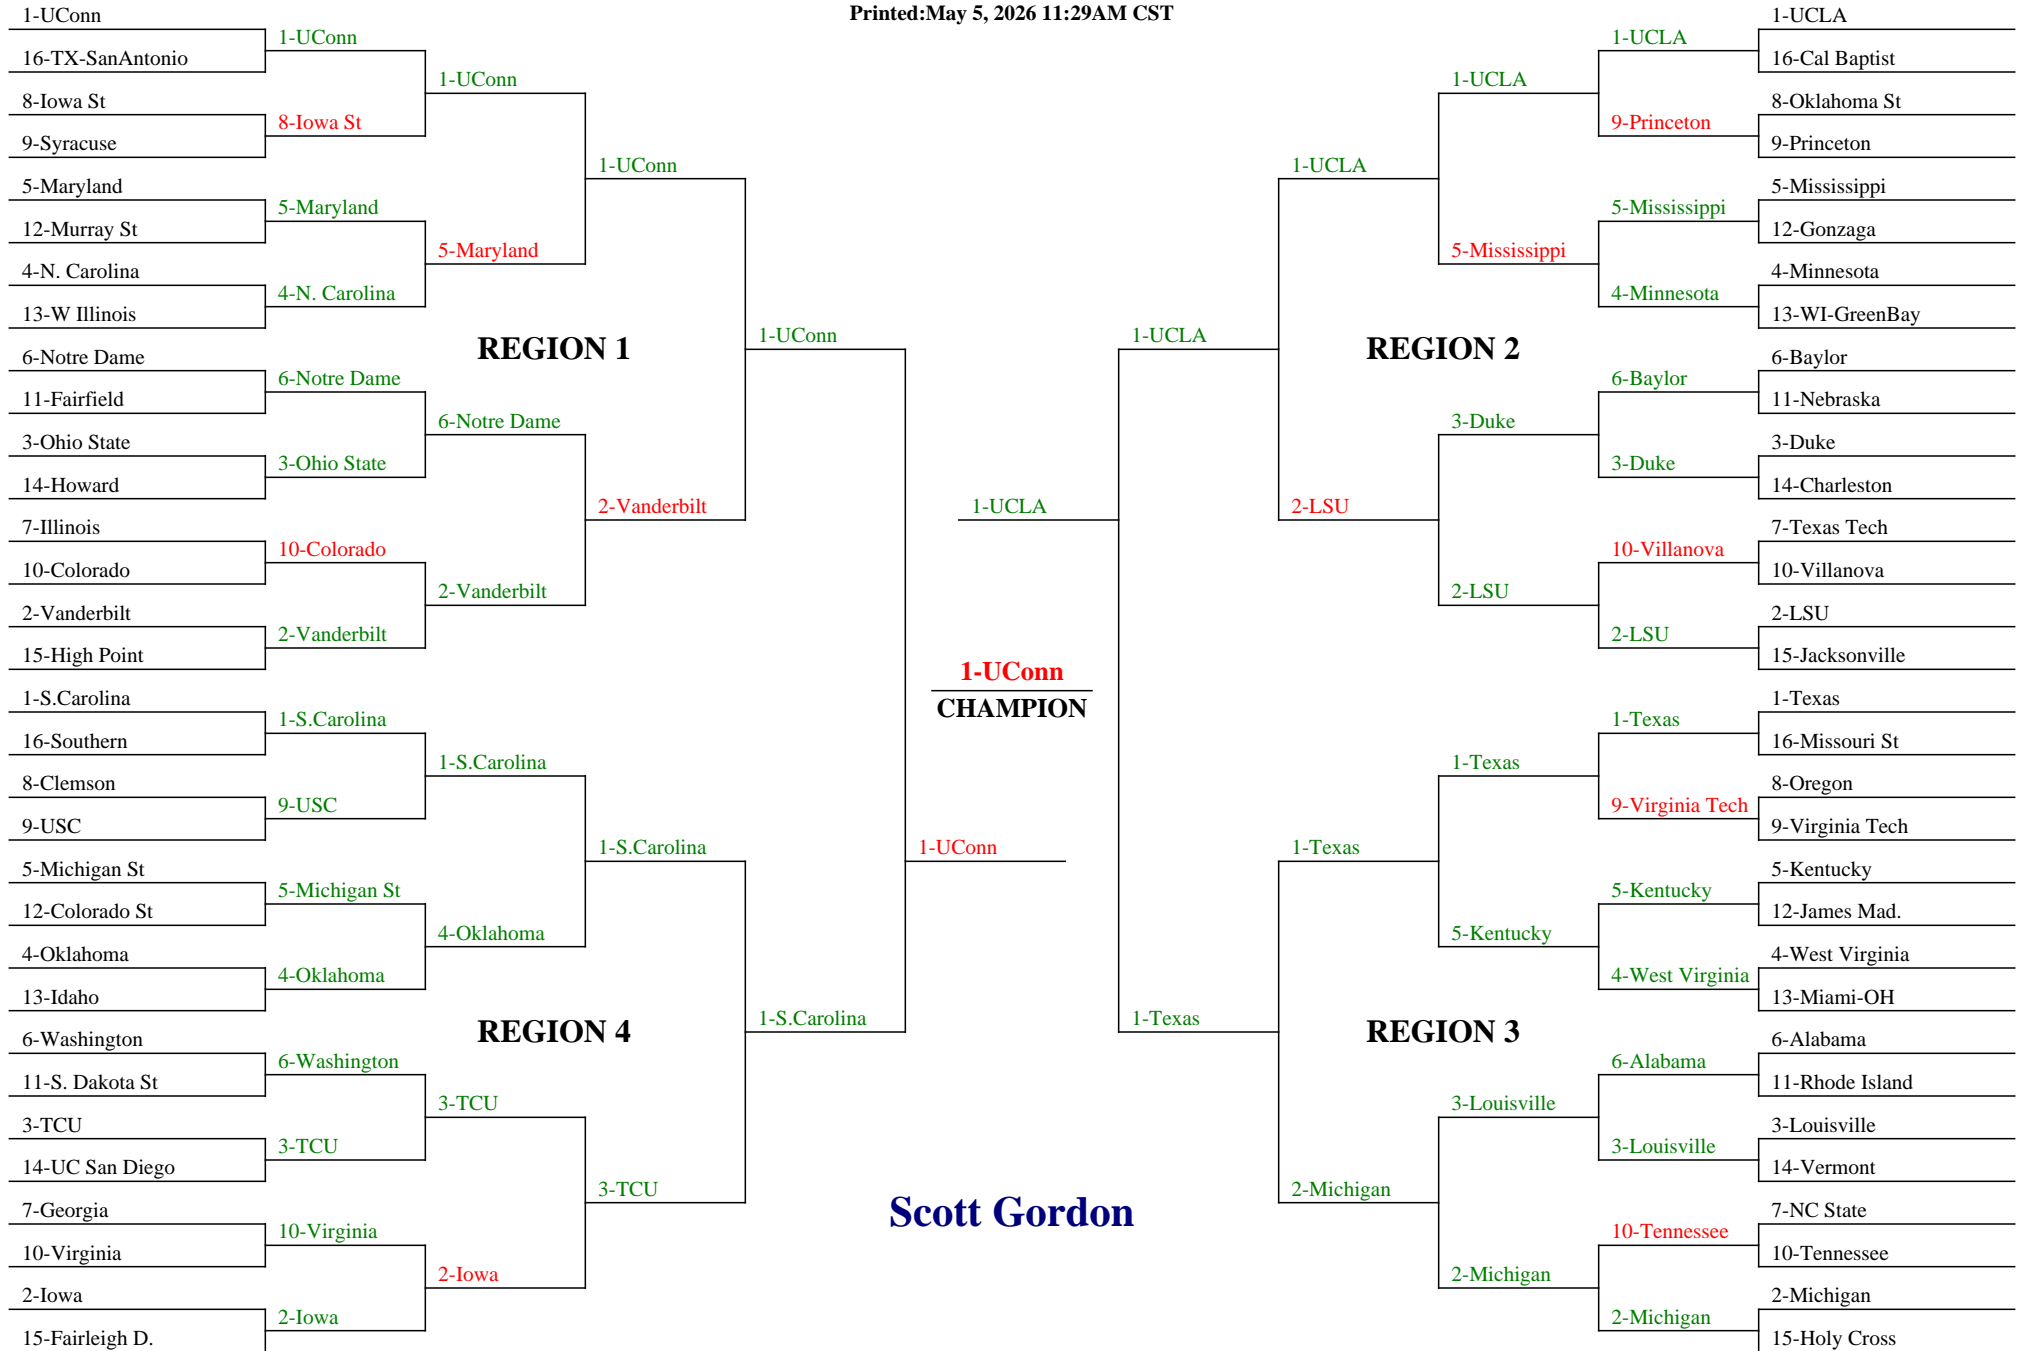 Printed:May 5, 2026 11:29AM CST
1-UConn
16-TX-SanAntonio
8-Iowa St
9-Syracuse
5-Maryland
12-Murray St
4-N. Carolina
13-W Illinois
6-Notre Dame
11-Fairfield
3-Ohio State
14-Howard
7-Illinois
10-Colorado
2-Vanderbilt
15-High Point
1-S.Carolina
16-Southern
8-Clemson
9-USC
5-Michigan St
12-Colorado St
4-Oklahoma
13-Idaho
6-Washington
11-S. Dakota St
3-TCU
14-UC San Diego
7-Georgia
10-Virginia
2-Iowa
15-Fairleigh D.
1-UConn
8-Iowa St
5-Maryland
4-N. Carolina
6-Notre Dame
3-Ohio State
10-Colorado
2-Vanderbilt
1-S.Carolina
9-USC
5-Michigan St
4-Oklahoma
6-Washington
3-TCU
10-Virginia
2-Iowa
1-UConn
5-Maryland
6-Notre Dame
2-Vanderbilt
1-S.Carolina
4-Oklahoma
3-TCU
2-Iowa
REGION 1
REGION 4
1-UConn
2-Vanderbilt
1-S.Carolina
3-TCU
1-UConn
1-S.Carolina
1-UConn
1-UCLA
1-UConn
CHAMPION
Scott Gordon
1-UCLA
1-Texas
1-UCLA
2-LSU
1-Texas
2-Michigan
REGION 2
REGION 3
1-UCLA
5-Mississippi
3-Duke
2-LSU
1-Texas
5-Kentucky
3-Louisville
2-Michigan
1-UCLA
9-Princeton
5-Mississippi
4-Minnesota
6-Baylor
3-Duke
10-Villanova
2-LSU
1-Texas
9-Virginia Tech
5-Kentucky
4-West Virginia
6-Alabama
3-Louisville
10-Tennessee
2-Michigan
1-UCLA
16-Cal Baptist
8-Oklahoma St
9-Princeton
5-Mississippi
12-Gonzaga
4-Minnesota
13-WI-GreenBay
6-Baylor
11-Nebraska
3-Duke
14-Charleston
7-Texas Tech
10-Villanova
2-LSU
15-Jacksonville
1-Texas
16-Missouri St
8-Oregon
9-Virginia Tech
5-Kentucky
12-James Mad.
4-West Virginia
13-Miami-OH
6-Alabama
11-Rhode Island
3-Louisville
14-Vermont
7-NC State
10-Tennessee
2-Michigan
15-Holy Cross